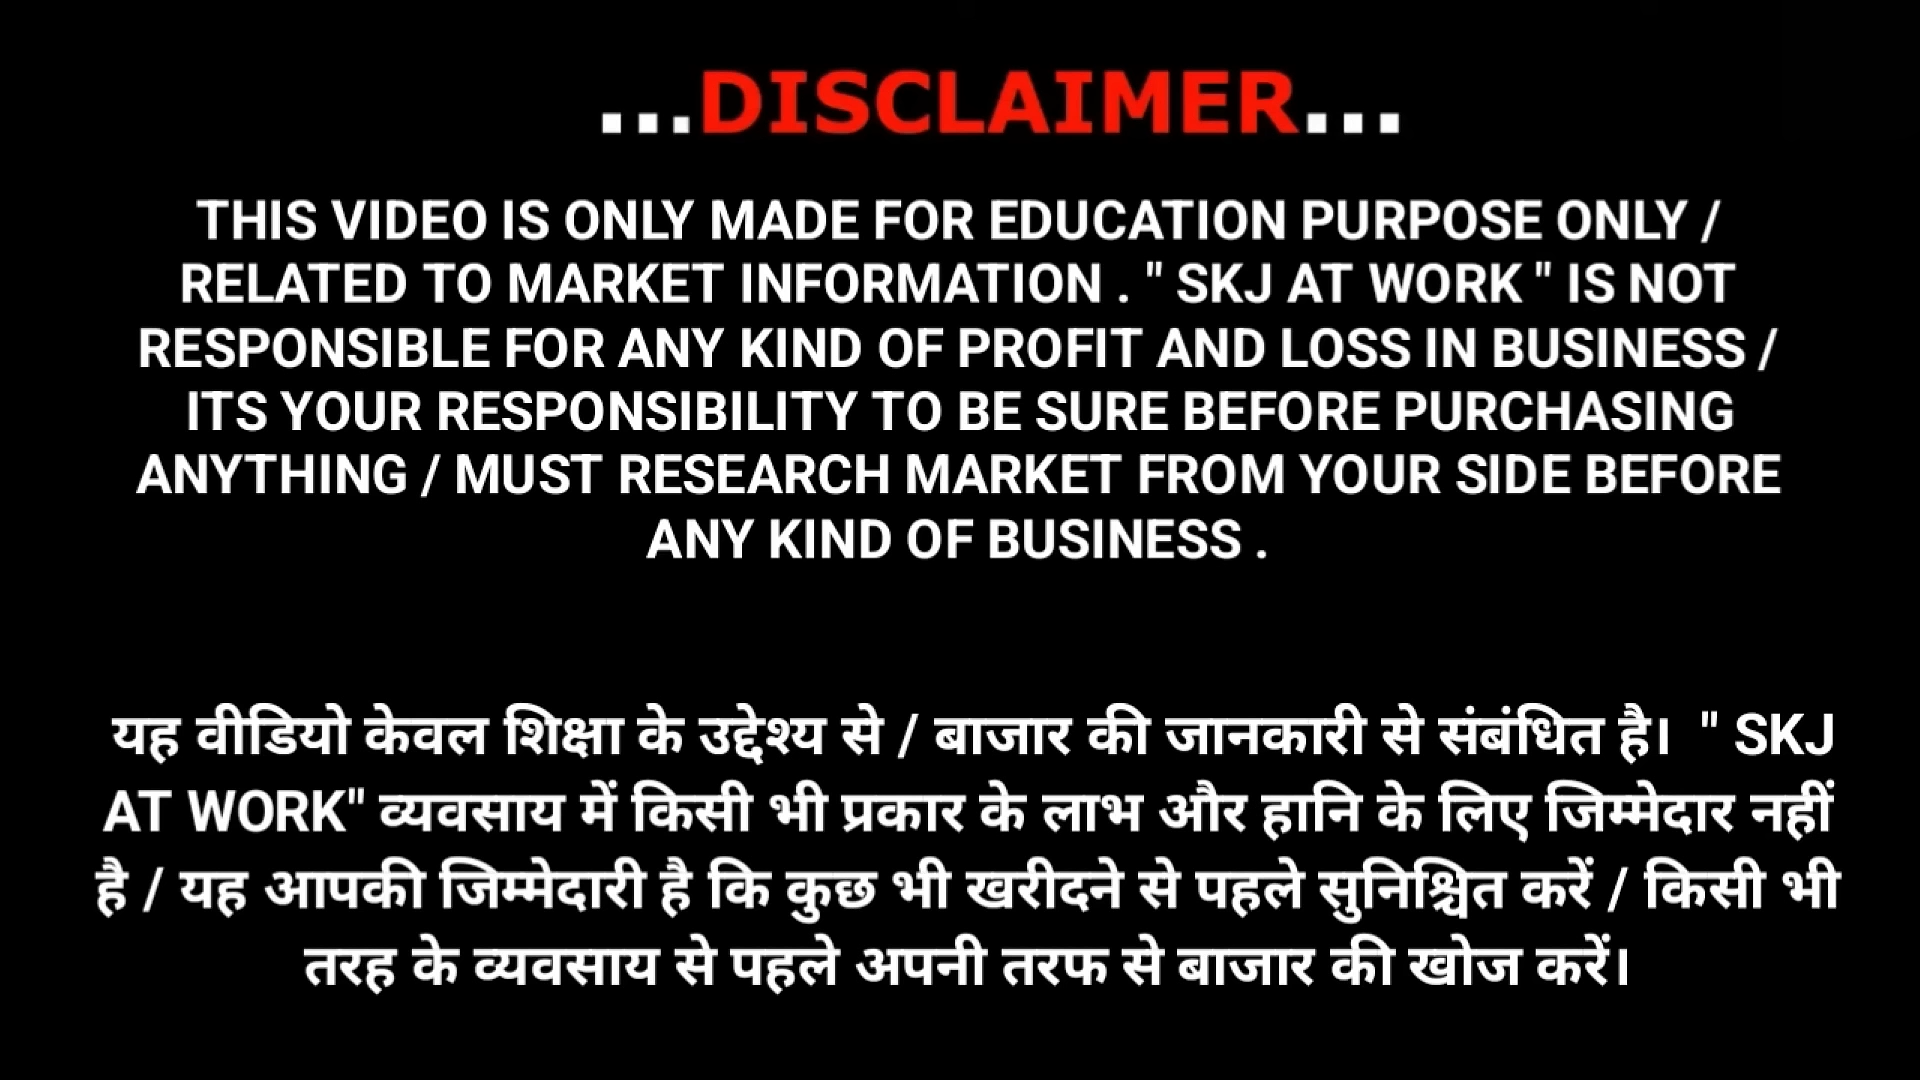 ...DISCLAIMER...
THIS VIDEO IS ONLY MADE FOR EDUCATION PURPOSE ONLY /
RELATED TO MARKET INFORMATION . " SKJ AT WORK " IS NOT
RESPONSIBLE FOR ANY KIND OF PROFIT AND LOSS IN BUSINESS /
ITS YOUR RESPONSIBILITY TO BE SURE BEFORE PURCHASING
ANYTHING / MUST RESEARCH MARKET FROM YOUR SIDE BEFORE
ANY KIND OF BUSINESS .
यह वीडियो केवल शिक्षा के उद्देश्य से / बाजार की जानकारी से संबंधित है। " SKJ
AT WORK" व्यवसाय में किसी भी प्रकार के लाभ और हानि के लिए जिम्मेदार नहीं
है / यह आपकी जिम्मेदारी है कि कुछ भी खरीदने से पहले सुनिश्चित करें / किसी भी
तरह के व्यवसाय से पहले अपनी तरफ से बाजार की खोज करें।